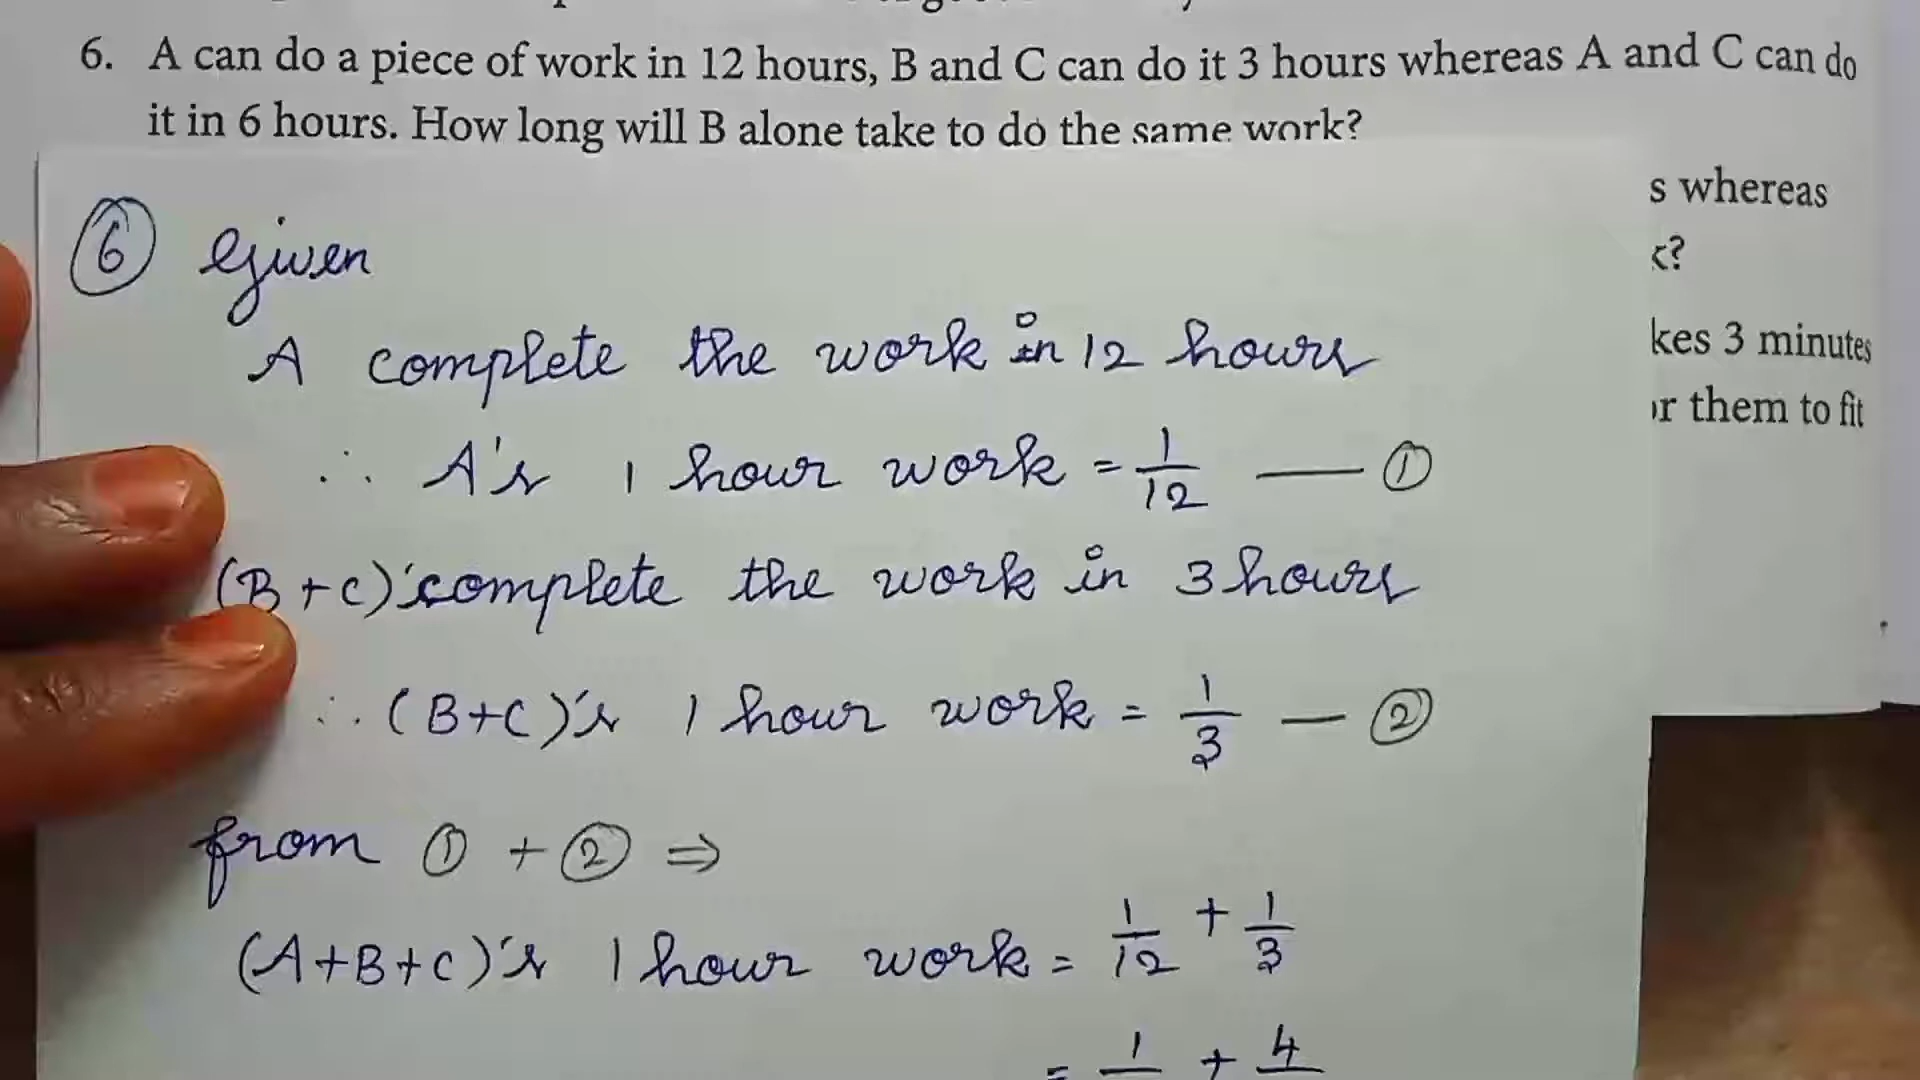 6. A can do a piece of work in 12 hours, B and C can do it 3 hours whereas A and C can do
it in 6 hours. How long will B alone take to do the same work?
s whereas
?
kes 3 minutes
r them to fit
⑥ Given
A complete the work in 12 hours
∴ A's 1 hour work = 1/12 — ①
(B+C)'complete the work in 3 hours
∴ (B+C)'s 1 hour work = 1/3 — ②
from ① + ② ⇒
(A+B+C)'s 1 hour work = 1/12 + 1/3
= 1 + 4